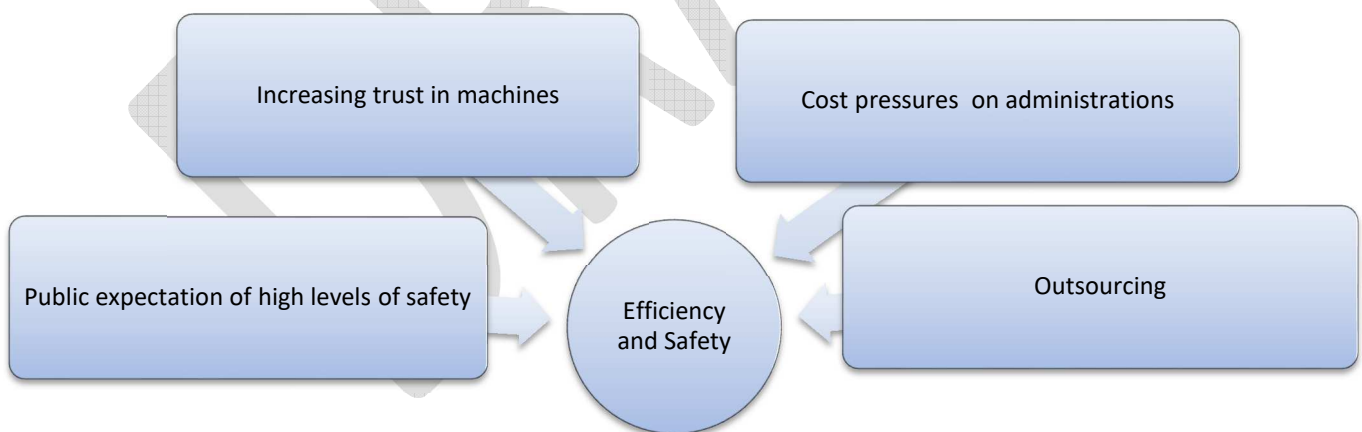 Increasing trust in machines
Cost pressures on administrations
Public expectation of high levels of safety
Efficiency
and Safety
Outsourcing